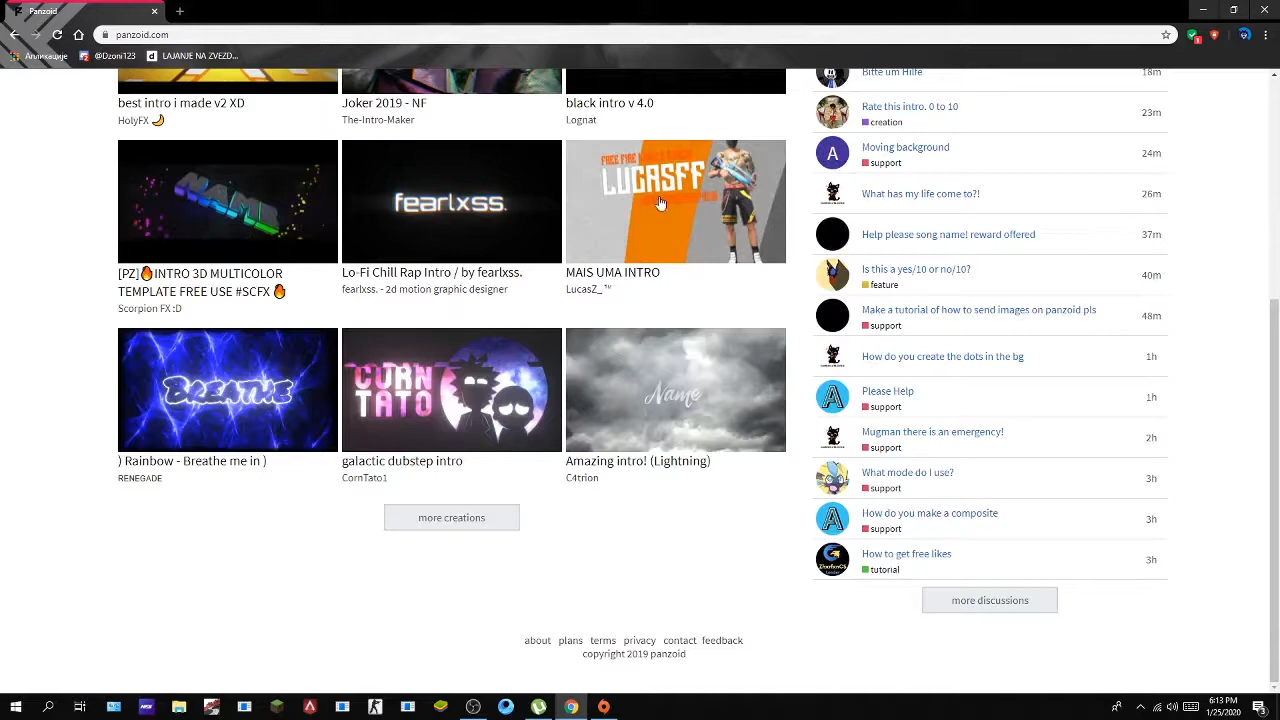 Panzoid
panzoid.com
Апликације
@Dzoni123
LAJANJE NA ZVEZD...
best intro i made v2 XD
HolyFX 🌙
Joker 2019 - NF
The-Intro-Maker
black intro v 4.0
Lognat
fearlxss.
LUCASFF
[PZ]🔥INTRO 3D MULTICOLOR
TEMPLATE FREE USE #SCFX 🔥
Scorpion FX :D
Lo-Fi Chill Rap Intro / by fearlxss.
fearlxss. - 2d motion graphic designer
MAIS UMA INTRO
LucasZ_™
BREATHE
CORN
TATO
Name
) Rainbow - Breathe me in )
RENEGADE
galactic dubstep intro
CornTato1
Amazing intro! (Lightning)
C4trion
more creations
Bitte um Hilfe 18m
Rate this intro. 0 to 10 23m
creation
A Moving background 24m
support
What has my life come to?! 26m
Help please song name! reward offered 37m
Is this a yes/10 or no/10? 40m
feature
Make a tutorial of how to send images on panzoid pls 48m
support
How do you create the dots in the bg 1h
Please Help 1h
support
Mugman there is an emergency! 2h
support
What mode do I use? 3h
support
How do you make a composite 3h
support
How to get free likes 3h
tutorial
more discussions
about plans terms privacy contact feedback
copyright 2019 panzoid
6:13 PM
1/25/2020